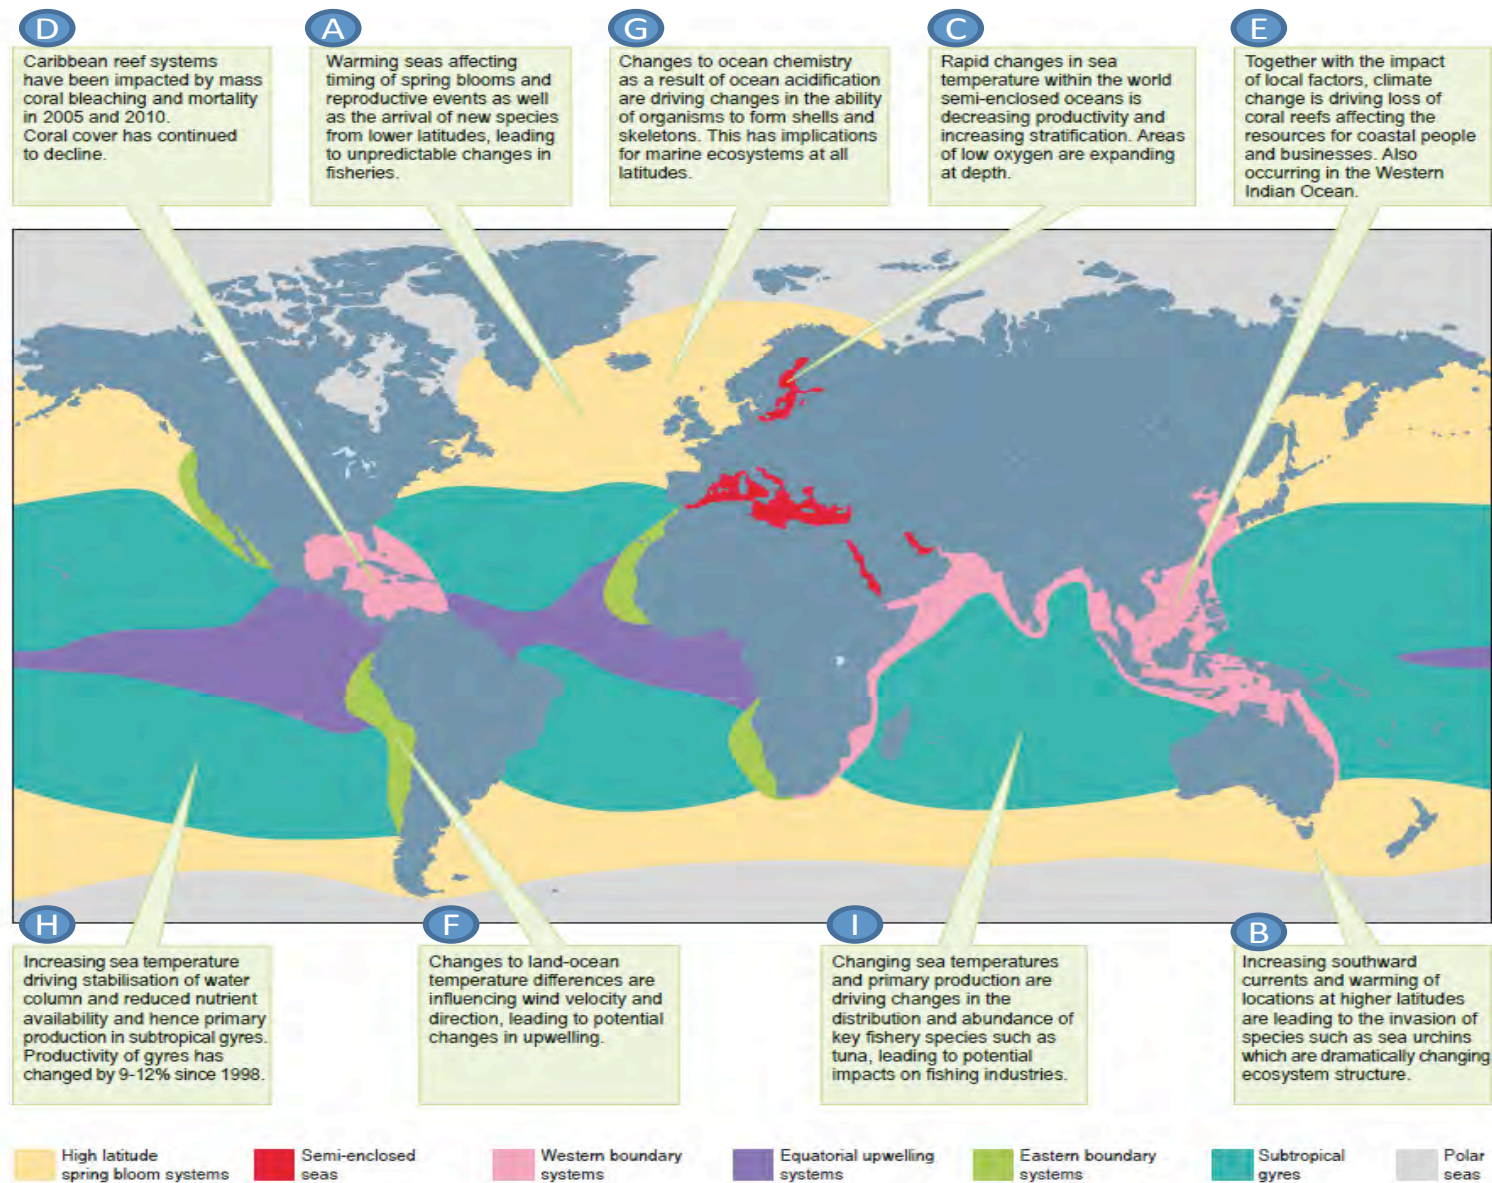 D
Caribbean reef systems
have been impacted by mass
coral bleaching and mortality
in 2005 and 2010.
Coral cover has continued
to decline.
A
Warming seas affecting
timing of spring blooms and
reproductive events as well
as the arrival of new species
from lower latitudes, leading
to unpredictable changes in
fisheries.
G
Changes to ocean chemistry
as a result of ocean acidification
are driving changes in the ability
of organisms to form shells and
skeletons. This has implications
for marine ecosystems at all
latitudes.
C
Rapid changes in sea
temperature within the world
semi-enclosed oceans is
decreasing productivity and
increasing stratification. Areas
of low oxygen are expanding
at depth.
E
Together with the impact
of local factors, climate
change is driving loss of
coral reefs affecting the
resources for coastal people
and businesses. Also
occurring in the Western
Indian Ocean.
H
Increasing sea temperature
driving stabilisation of water
column and reduced nutrient
availability and hence primary
production in subtropical gyres.
Productivity of gyres has
changed by 9-12% since 1998.
F
Changes to land-ocean
temperature differences are
influencing wind velocity and
direction, leading to potential
changes in upwelling.
I
Changing sea temperatures
and primary production are
driving changes in the
distribution and abundance of
key fishery species such as
tuna, leading to potential
impacts on fishing industries.
B
Increasing southward
currents and warming of
locations at higher latitudes
are leading to the invasion of
species such as sea urchins
which are dramatically changing
ecosystem structure.
High latitude
spring bloom systems
Semi-enclosed
seas
Western boundary
systems
Equatorial upwelling
systems
Eastern boundary
systems
Subtropical
gyres
Polar
seas